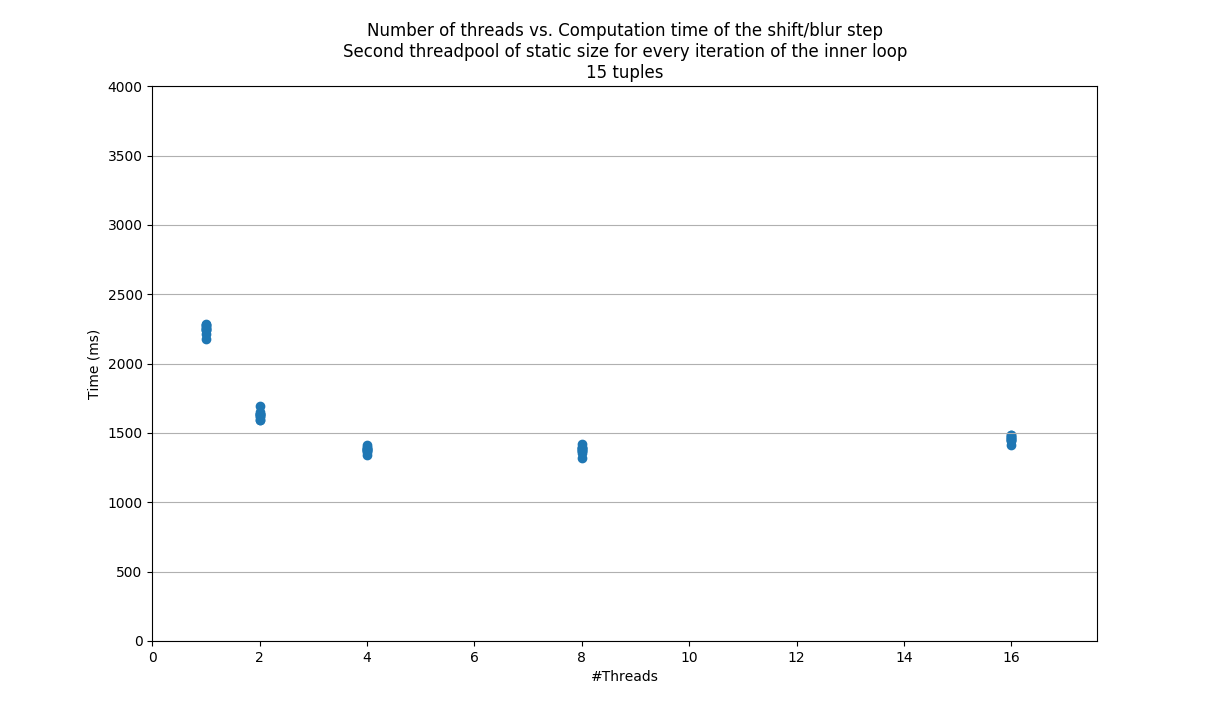 Number of threads vs. Computation time of the shift/blur step
Second threadpool of static size for every iteration of the inner loop
15 tuples
4000
3500
3000
2500
2000
1500
1000
500
0
Time (ms)
0 2 4 6 8 10 12 14 16
#Threads